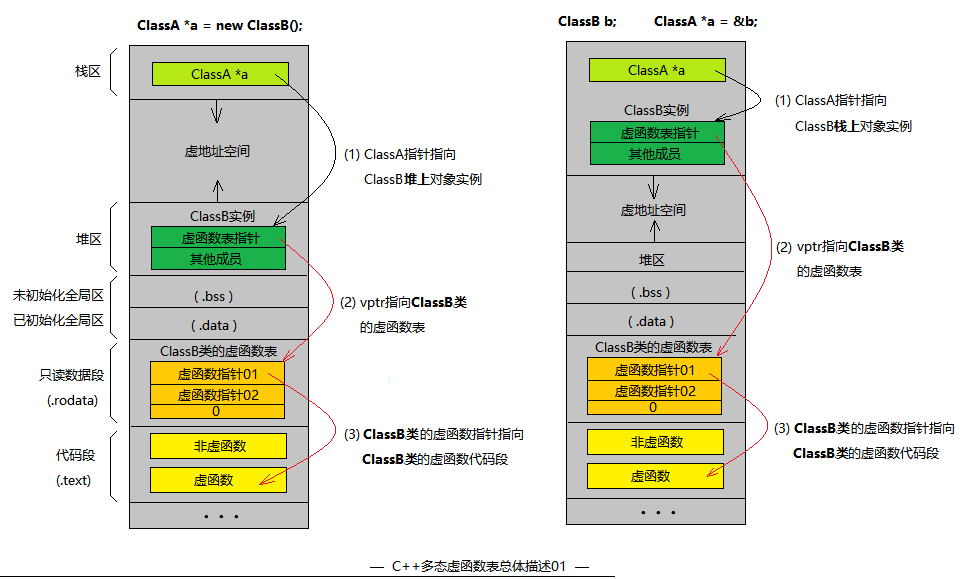 ClassA *a = new ClassB();
栈区
ClassA *a
虚地址空间
(1) ClassA指针指向
ClassB堆上对象实例
堆区
ClassB实例
虚函数表指针
其他成员
未初始化全局区
( .bss )
已初始化全局区
( .data )
(2) vptr指向ClassB类
的虚函数表
只读数据段
(.rodata)
ClassB类的虚函数表
虚函数指针01
虚函数指针02
0
代码段
(.text)
非虚函数
虚函数
(3) ClassB类的虚函数指针指向
ClassB类的虚函数代码段
· · ·
ClassB b; ClassA *a = &b;
ClassA *a
ClassB实例
虚函数表指针
其他成员
(1) ClassA指针指向
ClassB栈上对象实例
虚地址空间
堆区
( .bss )
( .data )
(2) vptr指向ClassB类
的虚函数表
ClassB类的虚函数表
虚函数指针01
虚函数指针02
0
非虚函数
虚函数
(3) ClassB类的虚函数指针指向
ClassB类的虚函数代码段
· · ·
— C++多态虚函数表总体描述01 —